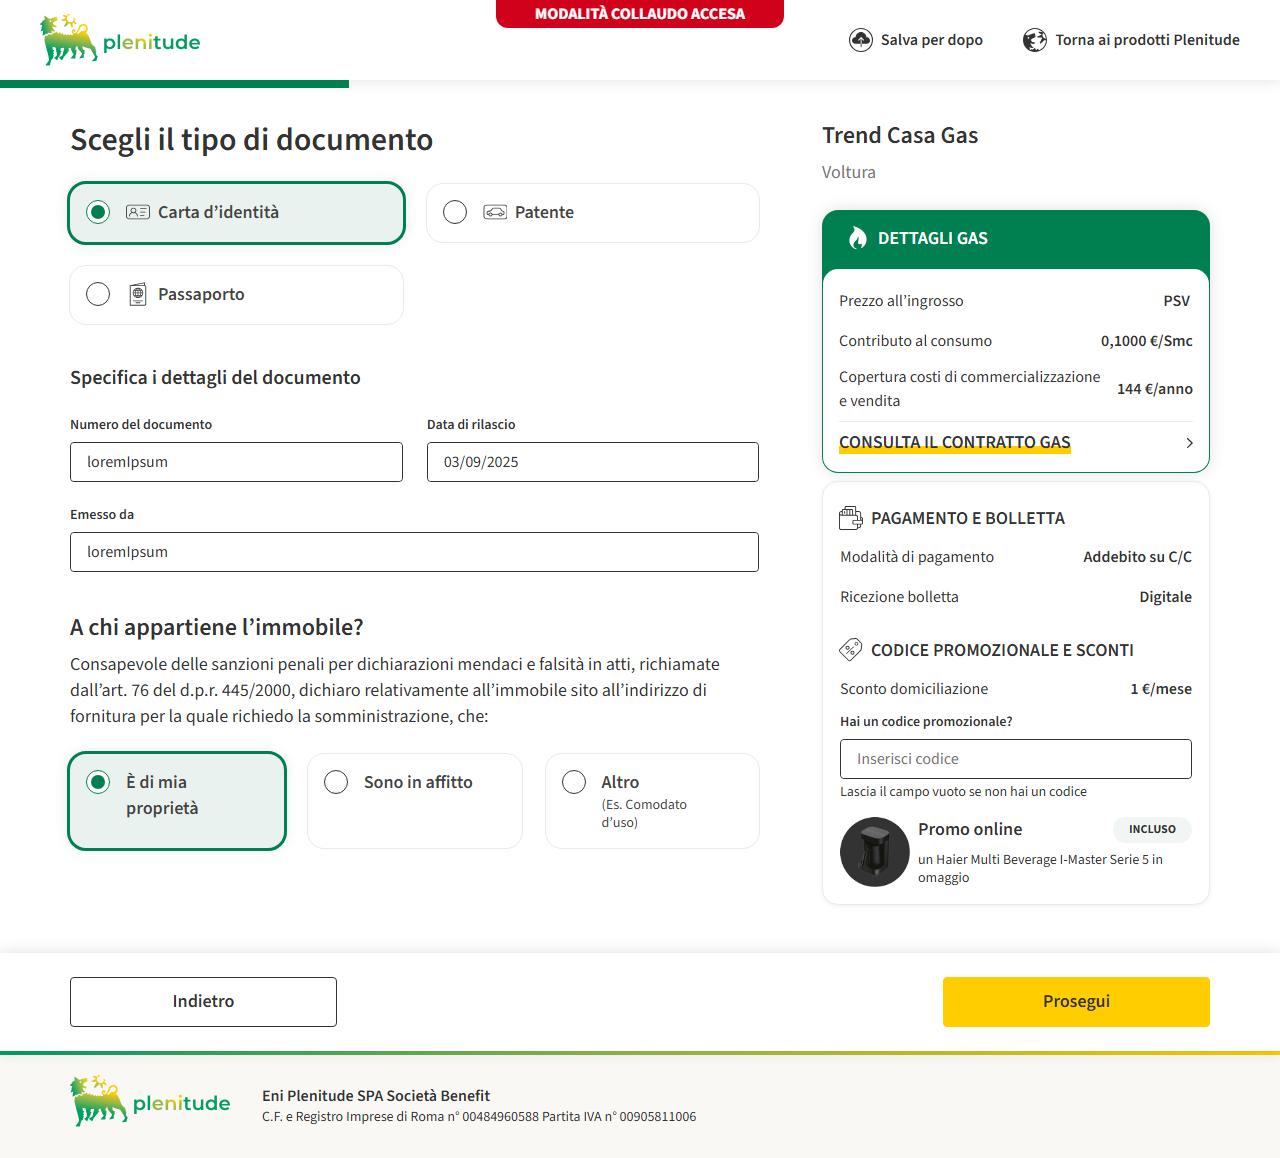 MODALITÀ COLLAUDO ACCESA
plenitude
Salva per dopo
Torna ai prodotti Plenitude
Scegli il tipo di documento
Carta d’identità
Patente
Passaporto
Specifica i dettagli del documento
Numero del documento
Data di rilascio
loremIpsum
03/09/2025
Emesso da
loremIpsum
A chi appartiene l’immobile?
Consapevole delle sanzioni penali per dichiarazioni mendaci e falsità in atti, richiamate
dall’art. 76 del d.p.r. 445/2000, dichiaro relativamente all’immobile sito all’indirizzo di
fornitura per la quale richiedo la somministrazione, che:
È di mia
proprietà
Sono in affitto
Altro
(Es. Comodato
d’uso)
Trend Casa Gas
Voltura
DETTAGLI GAS
Prezzo all’ingrosso
PSV
Contributo al consumo
0,1000 €/Smc
Copertura costi di commercializzazione
e vendita
144 €/anno
CONSULTA IL CONTRATTO GAS
PAGAMENTO E BOLLETTA
Modalità di pagamento
Addebito su C/C
Ricezione bolletta
Digitale
CODICE PROMOZIONALE E SCONTI
Sconto domiciliazione
1 €/mese
Hai un codice promozionale?
Inserisci codice
Lascia il campo vuoto se non hai un codice
Promo online
INCLUSO
un Haier Multi Beverage I-Master Serie 5 in
omaggio
Indietro
Prosegui
plenitude
Eni Plenitude SPA Società Benefit
C.F. e Registro Imprese di Roma n° 00484960588 Partita IVA n° 00905811006